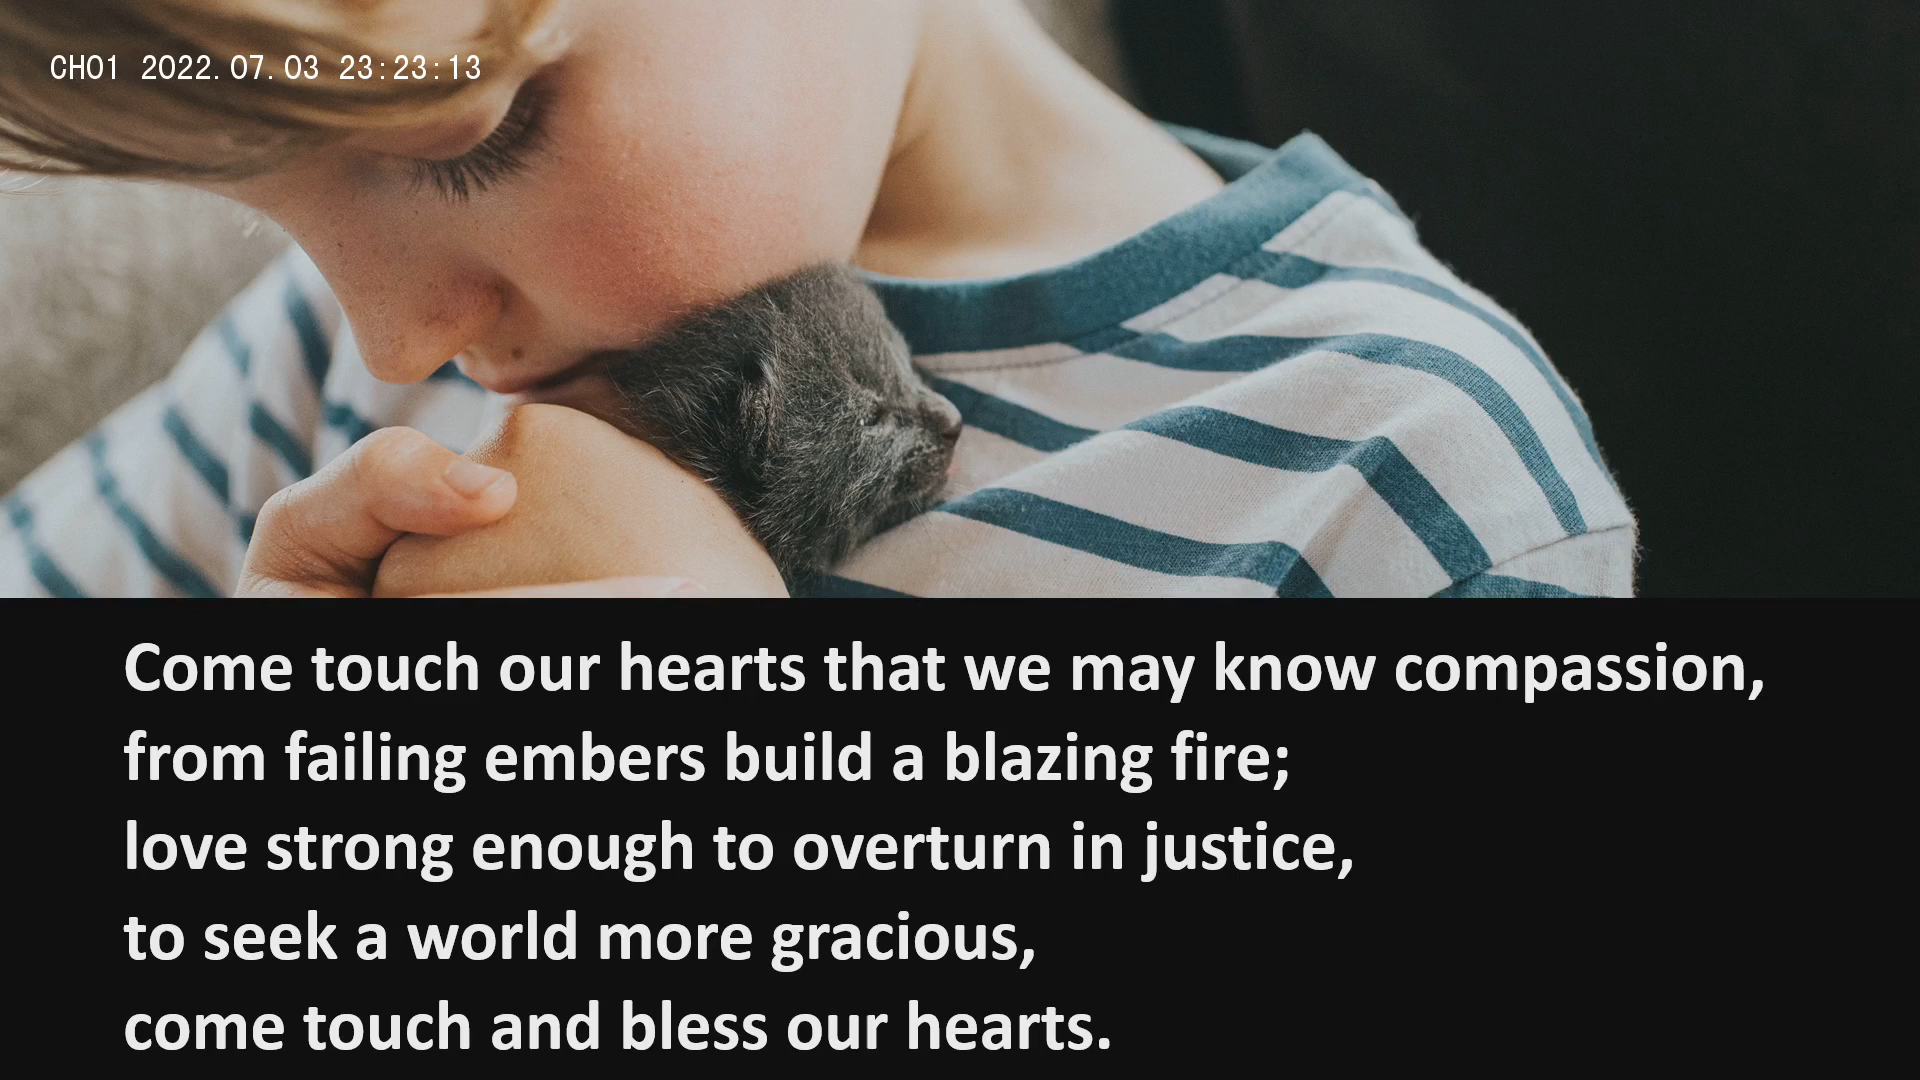 CH01 2022.07.03 23:23:13
Come touch our hearts that we may know compassion,
from failing embers build a blazing fire;
love strong enough to overturn in justice,
to seek a world more gracious,
come touch and bless our hearts.